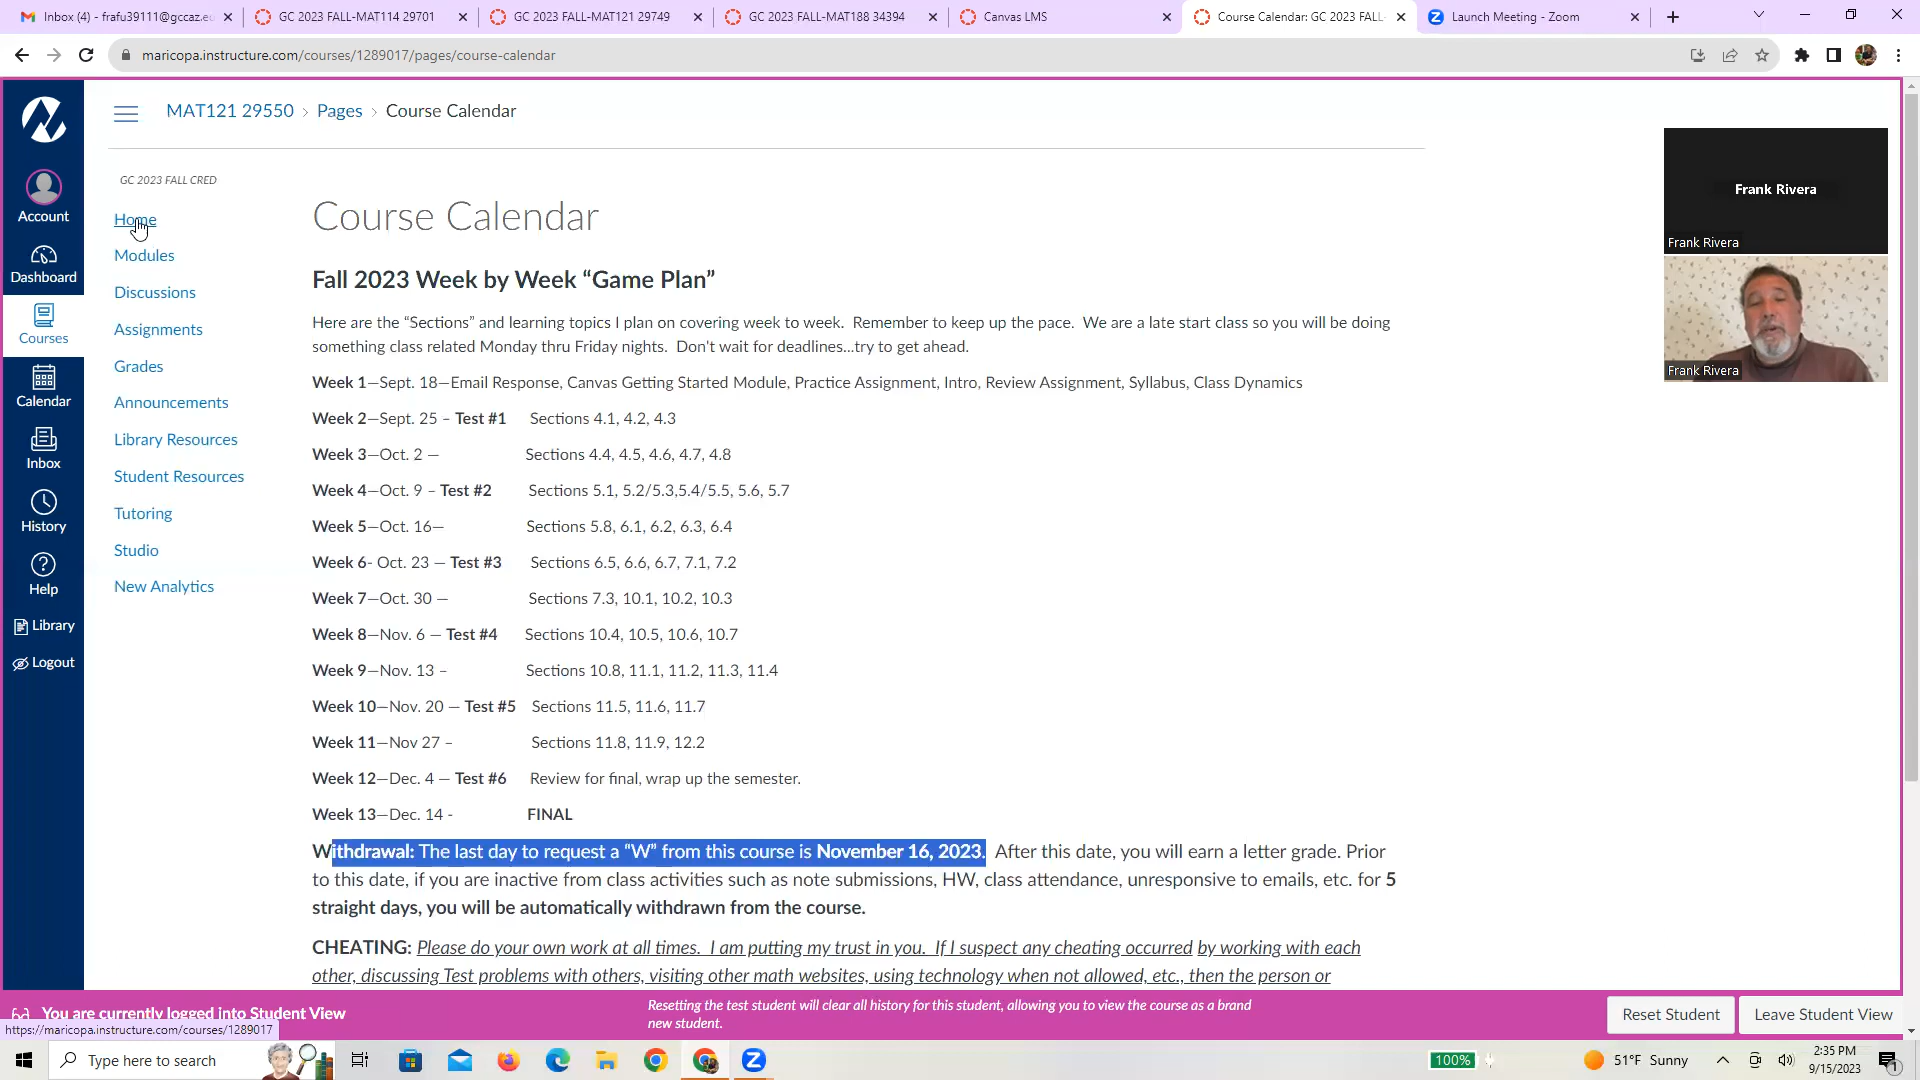 Inbox (4) - frafu39111@gccaz.e
GC 2023 FALL-MAT114 29701
GC 2023 FALL-MAT121 29749
GC 2023 FALL-MAT188 34394
Canvas LMS
Course Calendar: GC 2023 FALL-
Launch Meeting - Zoom
maricopa.instructure.com/courses/1289017/pages/course-calendar
MAT121 29550 › Pages › Course Calendar
Frank Rivera
Frank Rivera
Frank Rivera
Account
Dashboard
Courses
Calendar
Inbox
History
Help
Library
Logout
GC 2023 FALL CRED
Home
Modules
Discussions
Assignments
Grades
Announcements
Library Resources
Student Resources
Tutoring
Studio
New Analytics
Course Calendar
Fall 2023 Week by Week “Game Plan”
Here are the “Sections” and learning topics I plan on covering week to week.  Remember to keep up the pace.  We are a late start class so you will be doing
something class related Monday thru Friday nights.  Don't wait for deadlines...try to get ahead.
Week 1—Sept. 18—Email Response, Canvas Getting Started Module, Practice Assignment, Intro, Review Assignment, Syllabus, Class Dynamics
Week 2—Sept. 25 – Test #1 Sections 4.1, 4.2, 4.3
Week 3—Oct. 2 — Sections 4.4, 4.5, 4.6, 4.7, 4.8
Week 4—Oct. 9 – Test #2 Sections 5.1, 5.2/5.3,5.4/5.5, 5.6, 5.7
Week 5—Oct. 16— Sections 5.8, 6.1, 6.2, 6.3, 6.4
Week 6- Oct. 23 — Test #3 Sections 6.5, 6.6, 6.7, 7.1, 7.2
Week 7—Oct. 30 — Sections 7.3, 10.1, 10.2, 10.3
Week 8—Nov. 6 — Test #4 Sections 10.4, 10.5, 10.6, 10.7
Week 9—Nov. 13 – Sections 10.8, 11.1, 11.2, 11.3, 11.4
Week 10—Nov. 20 — Test #5 Sections 11.5, 11.6, 11.7
Week 11—Nov 27 – Sections 11.8, 11.9, 12.2
Week 12—Dec. 4 — Test #6 Review for final, wrap up the semester.
Week 13—Dec. 14 - FINAL
Withdrawal: The last day to request a “W” from this course is November 16, 2023.  After this date, you will earn a letter grade. Prior
to this date, if you are inactive from class activities such as note submissions, HW, class attendance, unresponsive to emails, etc. for 5
straight days, you will be automatically withdrawn from the course.
CHEATING: Please do your own work at all times.  I am putting my trust in you.  If I suspect any cheating occurred by working with each
other, discussing Test problems with others, visiting other math websites, using technology when not allowed, etc., then the person or
You are currently logged into Student View
Resetting the test student will clear all history for this student, allowing you to view the course as a brand
new student.
Reset Student
Leave Student View
https://maricopa.instructure.com/courses/1289017
Type here to search
100%
51°F Sunny
2:35 PM
9/15/2023
1